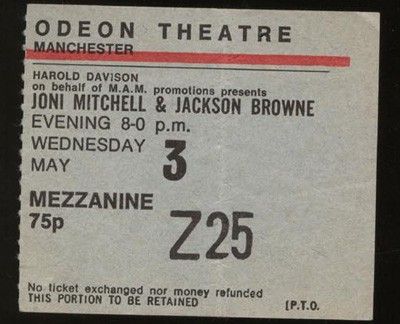 ODEON THEATRE
MANCHESTER
HAROLD DAVISON
on behalf of M.A.M. promotions presents
JONI MITCHELL & JACKSON BROWNE
EVENING 8-0 p.m.
WEDNESDAY
MAY 3
MEZZANINE
75p
Z25
No ticket exchanged nor money refunded
THIS PORTION TO BE RETAINED
[P.T.O.